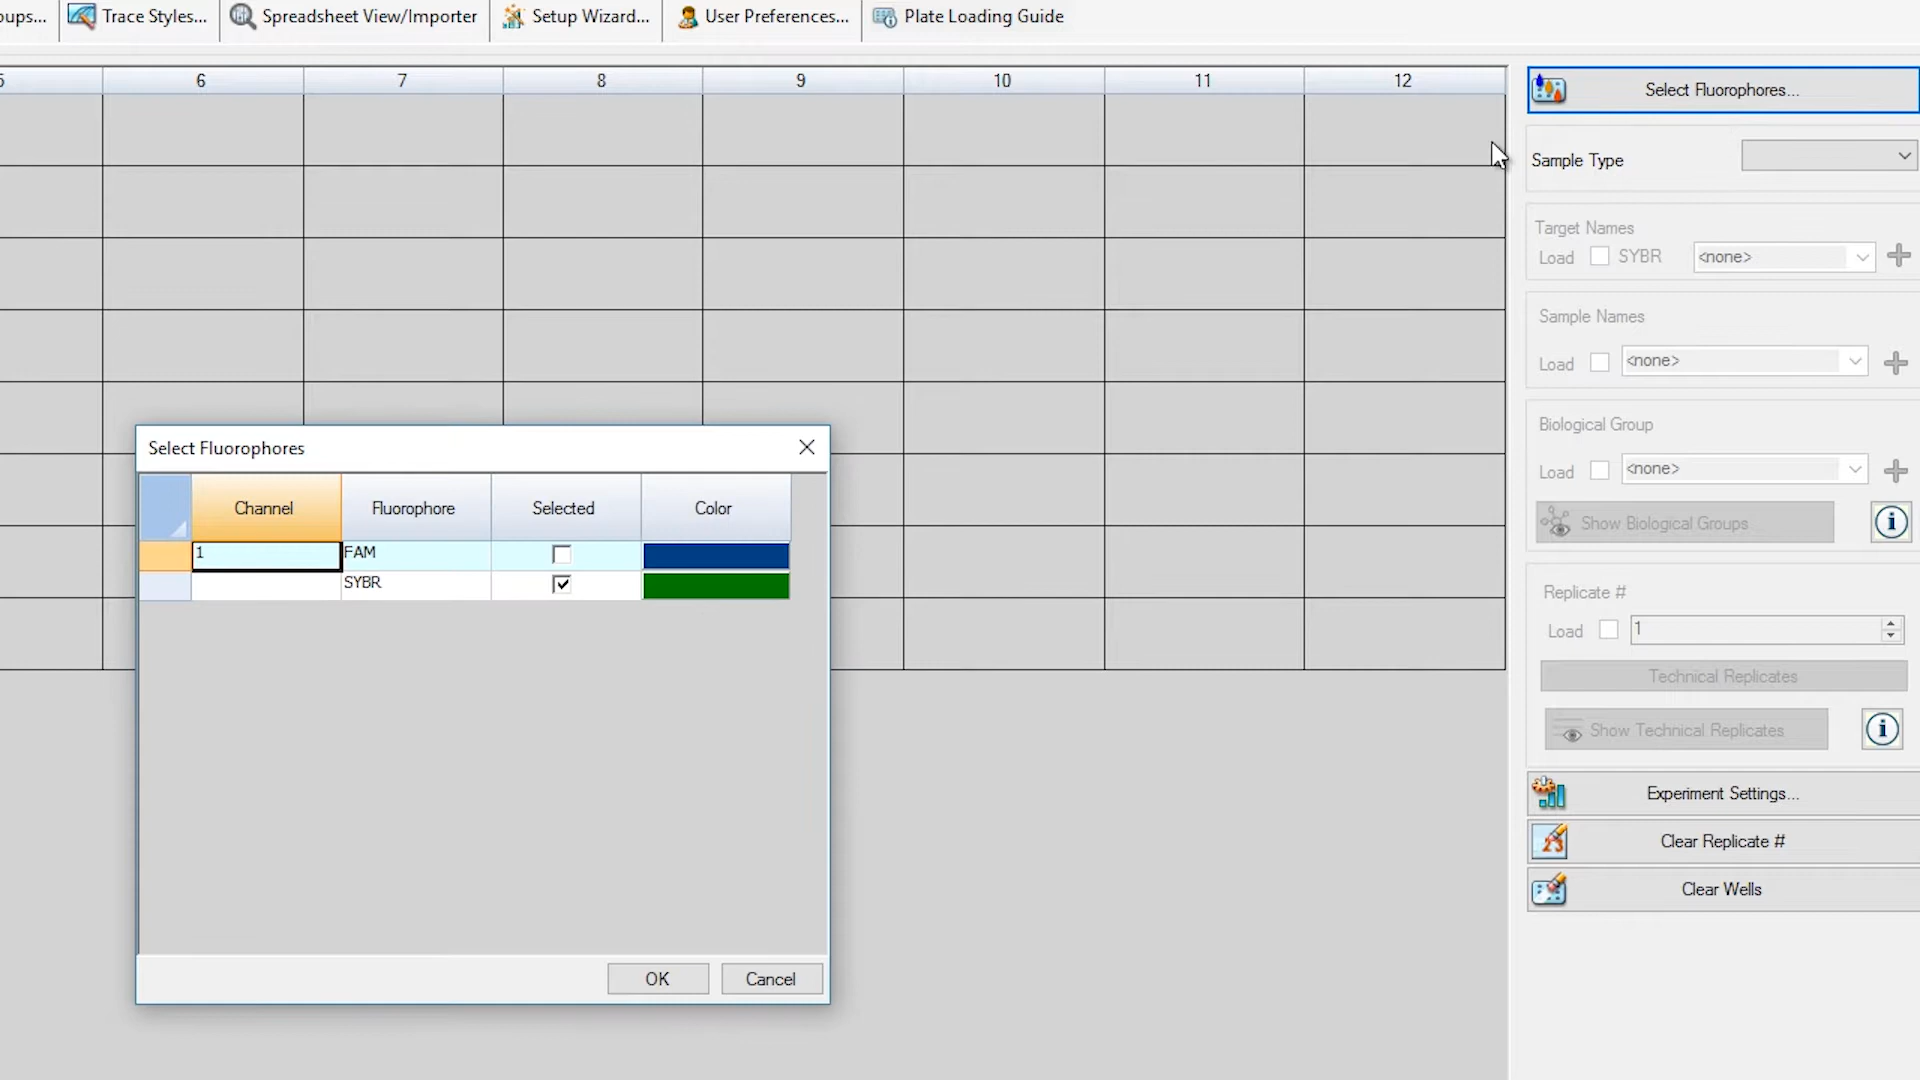 oups...
Trace Styles...
Spreadsheet View/Importer
Setup Wizard...
User Preferences...
Plate Loading Guide
5
6
7
8
9
10
11
12
Select Fluorophores...
Sample Type
Target Names
Load SYBR <none>
Sample Names
Load <none>
Biological Group
Load <none>
Show Biological Groups
Replicate #
Load 1
Technical Replicates
Show Technical Replicates
Experiment Settings...
Clear Replicate #
Clear Wells
Select Fluorophores
Channel Fluorophore Selected Color
1 FAM
SYBR
OK Cancel